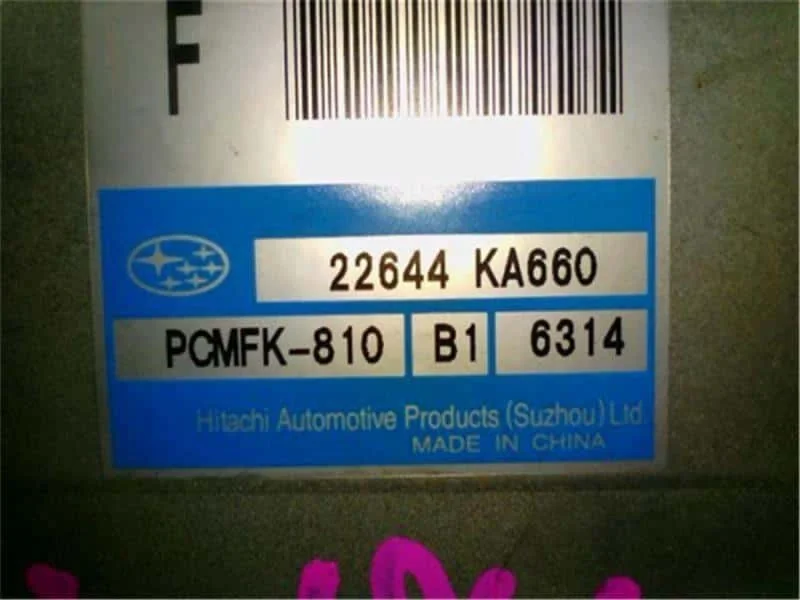 F
22644 KA660
PCMFK-810 B1 6314
Hitachi Automotive Products (Suzhou) Ltd.
MADE IN CHINA